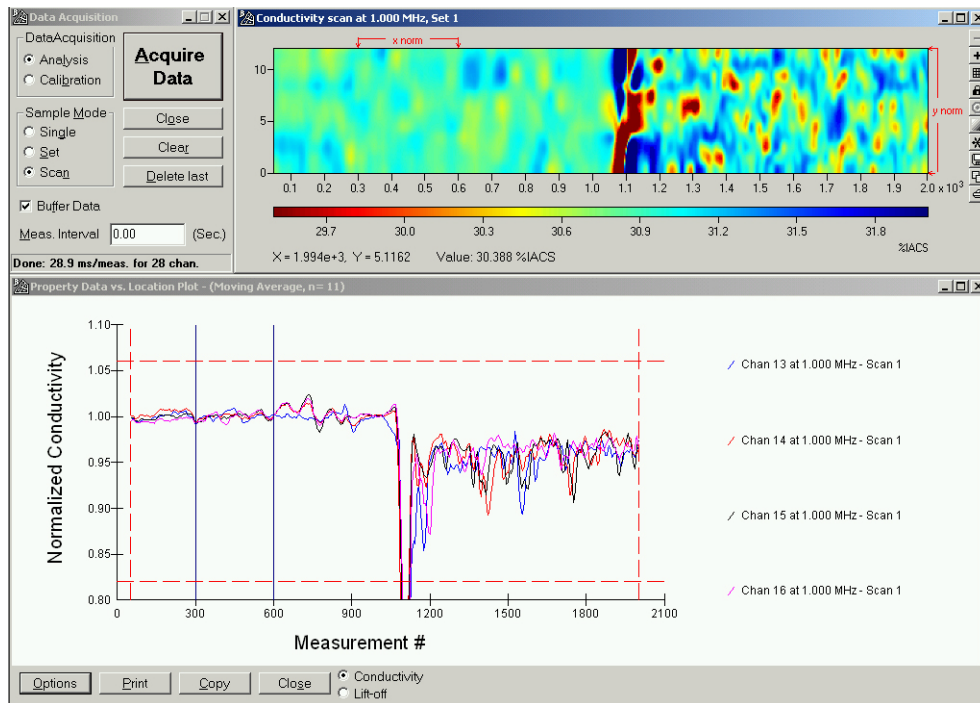 Data Acquisition
DataAcquisition
Analysis
Calibration
Acquire
Data
Sample Mode
Single
Set
Scan
Close
Clear
Delete last
Buffer Data
Meas. Interval 0.00 (Sec.)
Done: 28.9 ms/meas. for 28 chan.
Conductivity scan at 1.000 MHz, Set 1
x norm
10
5
0
y norm
0.1 0.2 0.3 0.4 0.5 0.6 0.7 0.8 0.9 1.0 1.1 1.2 1.3 1.4 1.5 1.6 1.7 1.8 1.9 2.0 x 10³
29.7 30.0 30.3 30.6 30.9 31.2 31.5 31.8
%IACS
X = 1.994e+3, Y = 5.1162 Value: 30.388 %IACS
Property Data vs. Location Plot - (Moving Average, n= 11)
Normalized Conductivity
1.10
1.05
1.00
0.95
0.90
0.85
0.80
0 300 600 900 1200 1500 1800 2100
Measurement #
Chan 13 at 1.000 MHz - Scan 1
Chan 14 at 1.000 MHz - Scan 1
Chan 15 at 1.000 MHz - Scan 1
Chan 16 at 1.000 MHz - Scan 1
Options Print Copy Close
Conductivity
Lift-off